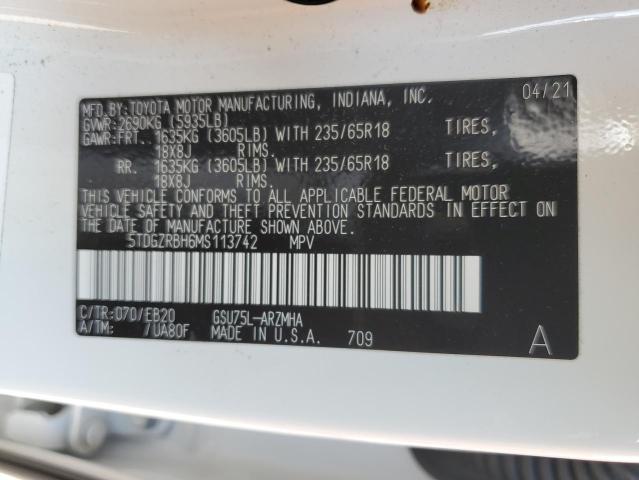 MFD. BY: TOYOTA MOTOR MANUFACTURING, INDIANA, INC. 04/21
GVWR: 2690KG (5935LB)
GAWR: FRT. 1635KG (3605LB) WITH 235/65R18 TIRES,
18X8J RIMS.
RR. 1635KG (3605LB) WITH 235/65R18 TIRES,
18X8J RIMS.
THIS VEHICLE CONFORMS TO ALL APPLICABLE FEDERAL MOTOR
VEHICLE SAFETY AND THEFT PREVENTION STANDARDS IN EFFECT ON
THE DATE OF MANUFACTURE SHOWN ABOVE.
5TDGZRBH6MS113742 MPV
C/TR: 070/EB20 GSU75L-ARZMHA
A/TM: /UA80F MADE IN U.S.A. 709 A